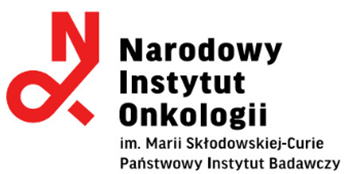 Narodowy
Instytut
Onkologii
im. Marii Skłodowskiej-Curie
Państwowy Instytut Badawczy